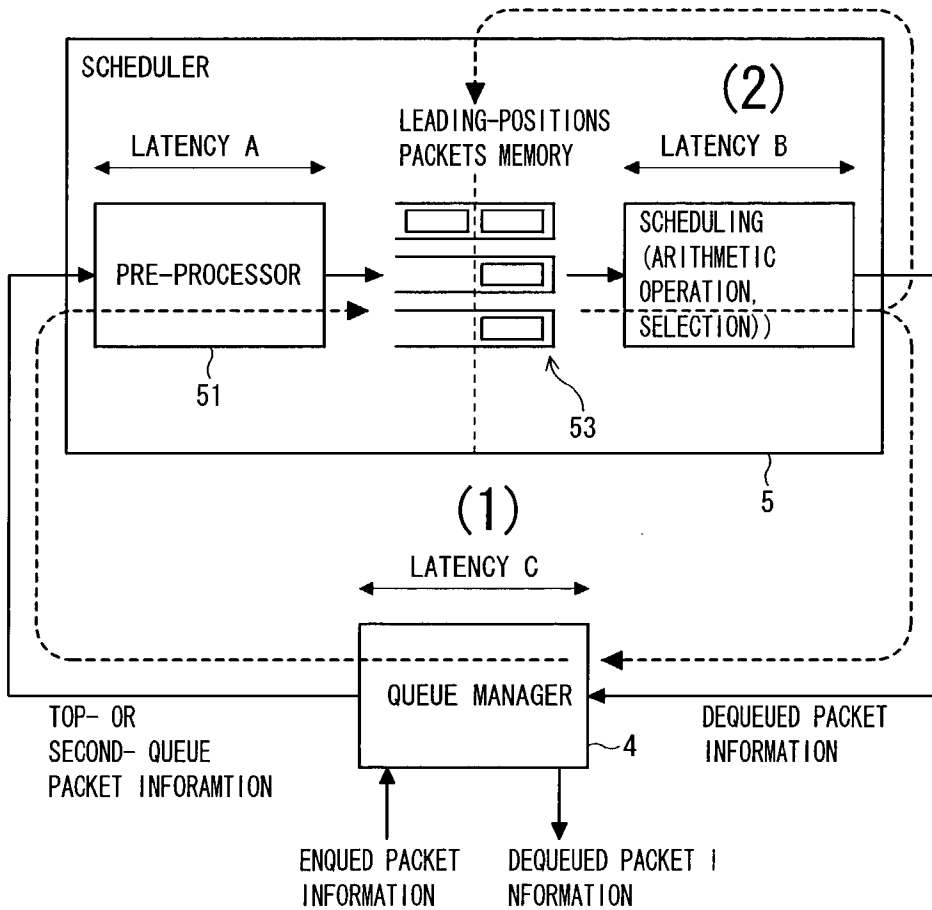 SCHEDULER
(2)
LEADING-POSITIONS
PACKETS MEMORY
LATENCY A
LATENCY B
PRE-PROCESSOR
SCHEDULING
(ARITHMETIC
OPERATION,
SELECTION))
51
53
5
(1)
LATENCY C
QUEUE MANAGER
4
TOP- OR
SECOND- QUEUE
PACKET INFORAMTION
DEQUEUED PACKET
INFORMATION
ENQUED PACKET
INFORMATION
DEQUEUED PACKET I
NFORMATION